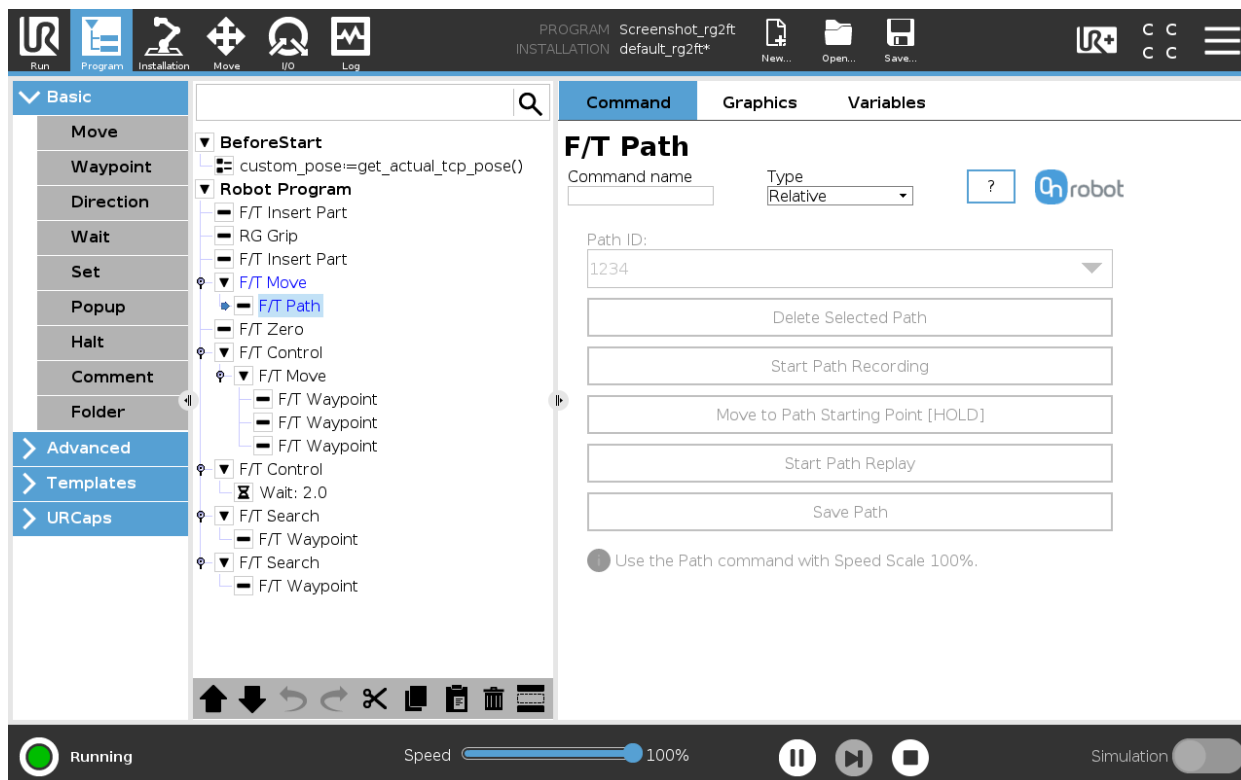 PROGRAM Screenshot_rg2ft
INSTALLATION default_rg2ft*
New... Open... Save...
UR+
C C
C C
UR
Run Program Installation Move I/O Log
Basic
Move
Waypoint
Direction
Wait
Set
Popup
Halt
Comment
Folder
Advanced
Templates
URCaps
BeforeStart
custom_pose:=get_actual_tcp_pose()
Robot Program
F/T Insert Part
RG Grip
F/T Insert Part
F/T Move
F/T Path
F/T Zero
F/T Control
F/T Move
F/T Waypoint
F/T Waypoint
F/T Waypoint
F/T Control
Wait: 2.0
F/T Search
F/T Waypoint
F/T Search
F/T Waypoint
Command Graphics Variables
F/T Path
Command name Type
Relative
?
OnRobot
Path ID:
1234
Delete Selected Path
Start Path Recording
Move to Path Starting Point [HOLD]
Start Path Replay
Save Path
i Use the Path command with Speed Scale 100%.
Running
Speed 100%
Simulation